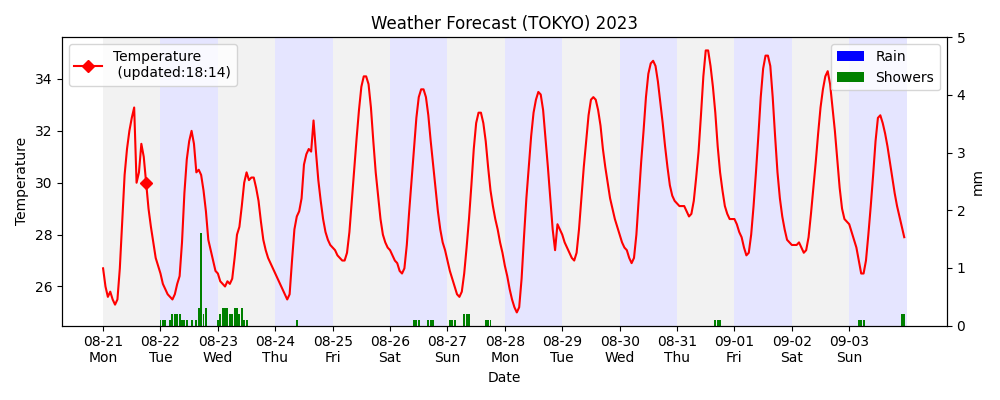 Weather Forecast (TOKYO) 2023
Temperature
(updated:18:14)
Rain
Showers
Temperature
34
32
30
28
26
5
4
3
2
1
0
mm
08-21 08-22 08-23 08-24 08-25 08-26 08-27 08-28 08-29 08-30 08-31 09-01 09-02 09-03
Mon Tue Wed Thu Fri Sat Sun Mon Tue Wed Thu Fri Sat Sun
Date